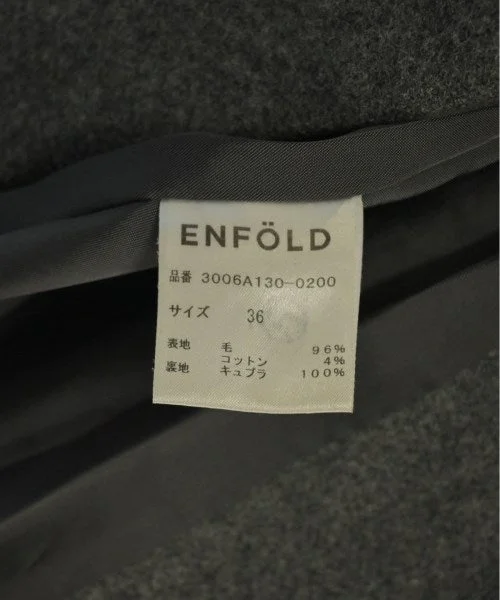 ENFÖLD
品番 3006A130-0200
サイズ 36
表地 毛 96%
コットン 4%
裏地 キュプラ 100%